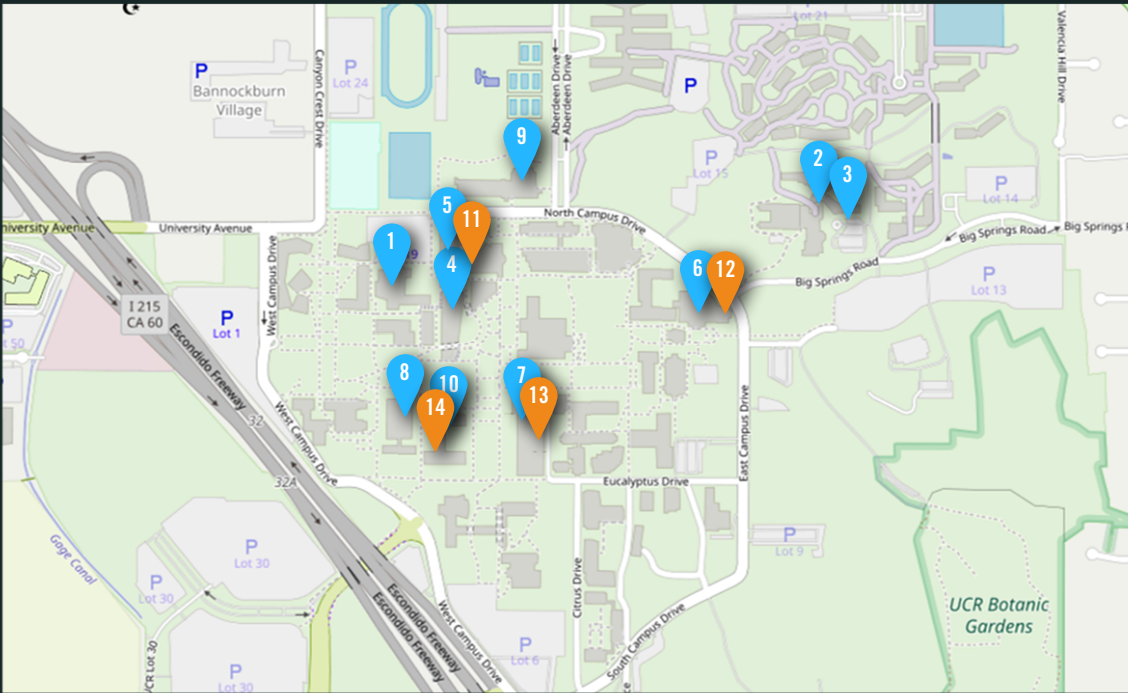 Lot 21
P
Bannockburn
Village
Canyon Crest Drive
P
Lot 24
Aberdeen Drive
Aberdeen Drive
P
Valencia Hill Drive
P
Lot 15
P
Lot 14
9
2
3
5
11
1
4
6
12
niversity Avenue
University Avenue
North Campus Drive
Big Springs Road
Big Springs R
Big Springs Road
P
Lot 13
West Campus Drive
I 215
CA 60
P
Lot 1
P
t 50
Escondido Freeway
8
10
14
7
13
32
32A
West Campus Drive
East Campus Drive
Eucalyptus Drive
Gage Canal
P
Lot 30
P
Lot 30
P
Lot 9
Citrus Drive
Escondido Freeway
Escondido Freeway
West Campus Drive
South Campus Drive
UCR Botanic
Gardens
UCR Lot 30
P
Lot 30
P
Lot 6